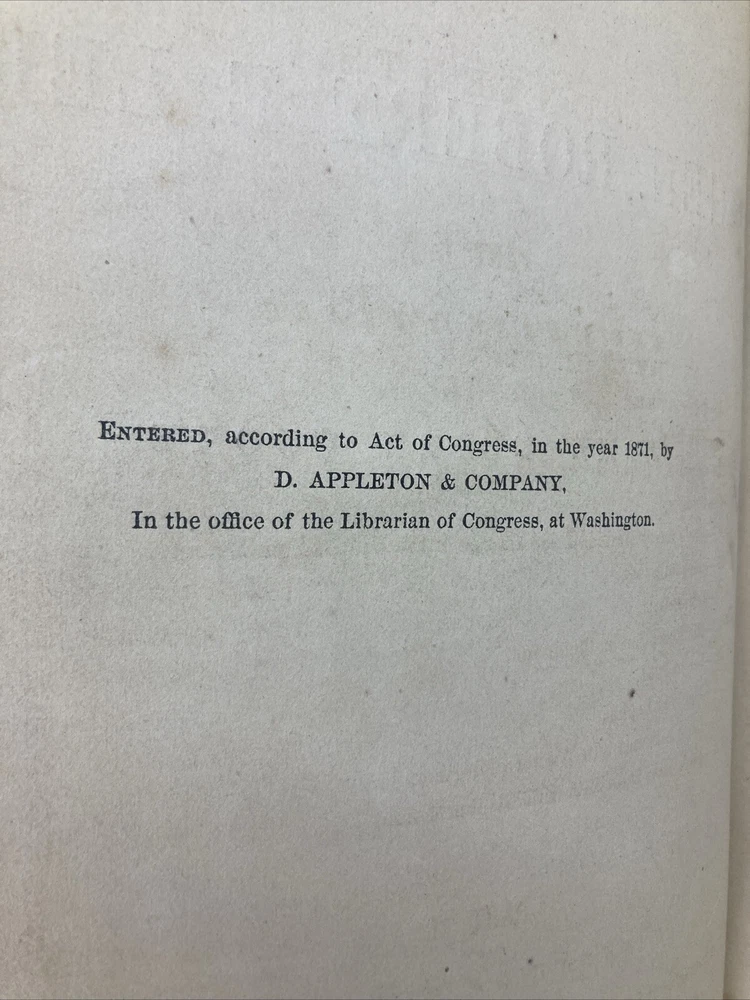 ENTERED, according to Act of Congress, in the year 1871, by
D. APPLETON & COMPANY,
In the office of the Librarian of Congress, at Washington.